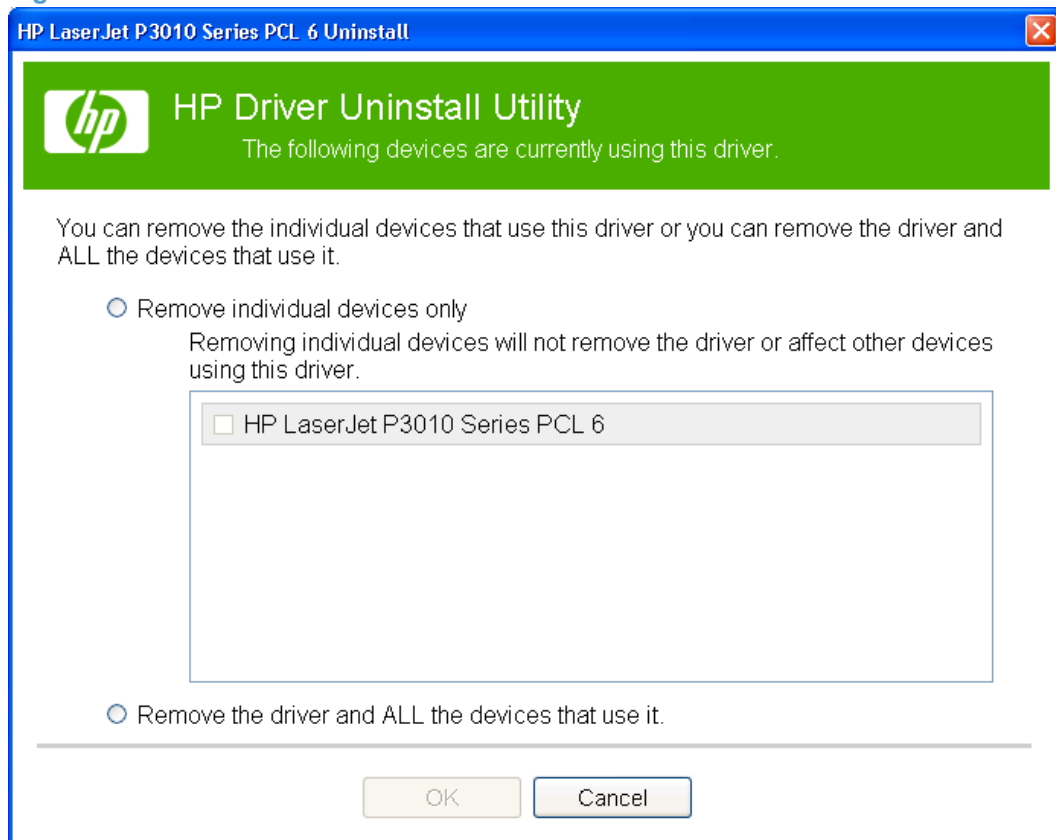 HP LaserJet P3010 Series PCL 6 Uninstall
hp
HP Driver Uninstall Utility
The following devices are currently using this driver.
You can remove the individual devices that use this driver or you can remove the driver and
ALL the devices that use it.
Remove individual devices only
Removing individual devices will not remove the driver or affect other devices
using this driver.
HP LaserJet P3010 Series PCL 6
Remove the driver and ALL the devices that use it.
OK
Cancel